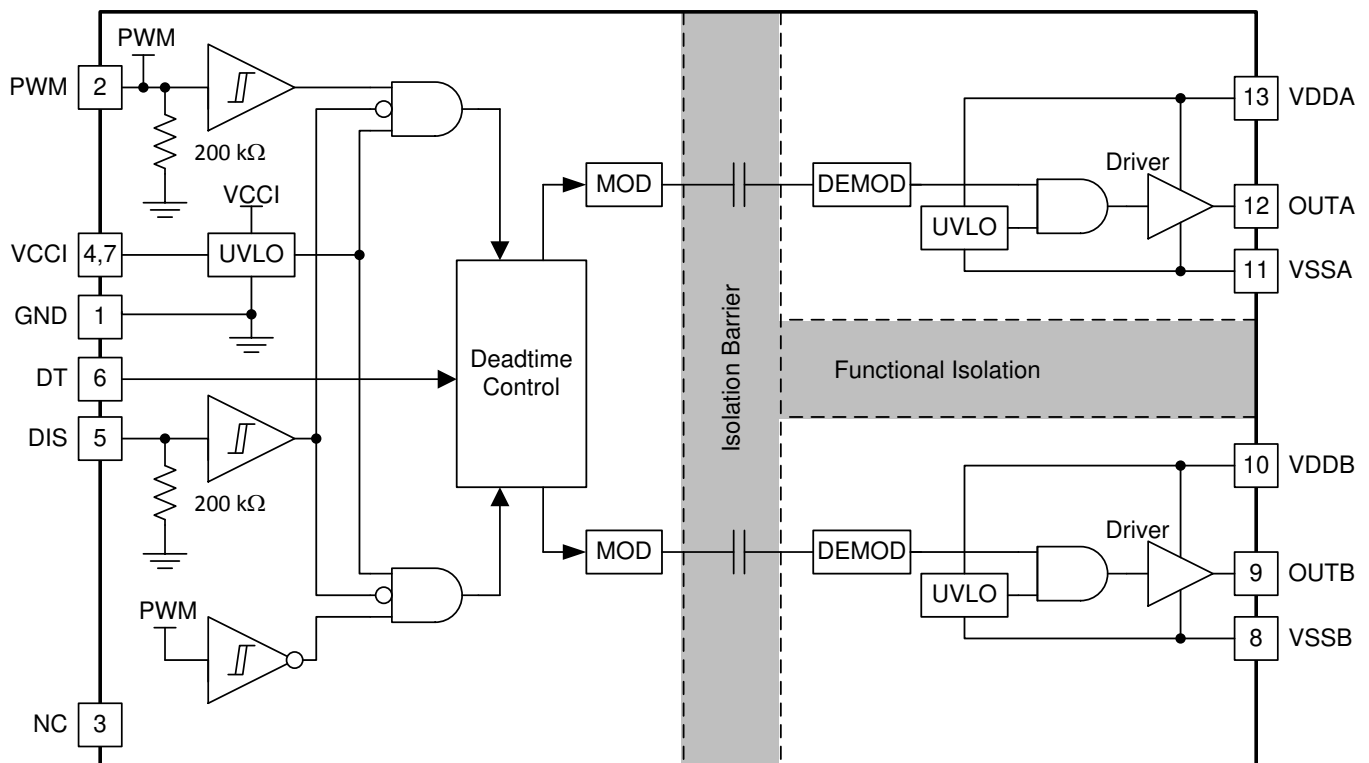 PWM
PWM 2
200 kΩ
VCCI
VCCI 4,7 UVLO
GND 1
DT 6
DIS 5
200 kΩ
PWM
NC 3
Deadtime
Control
MOD
MOD
Isolation Barrier
Functional Isolation
DEMOD
UVLO
Driver
13 VDDA
12 OUTA
11 VSSA
DEMOD
UVLO
Driver
10 VDDB
9 OUTB
8 VSSB